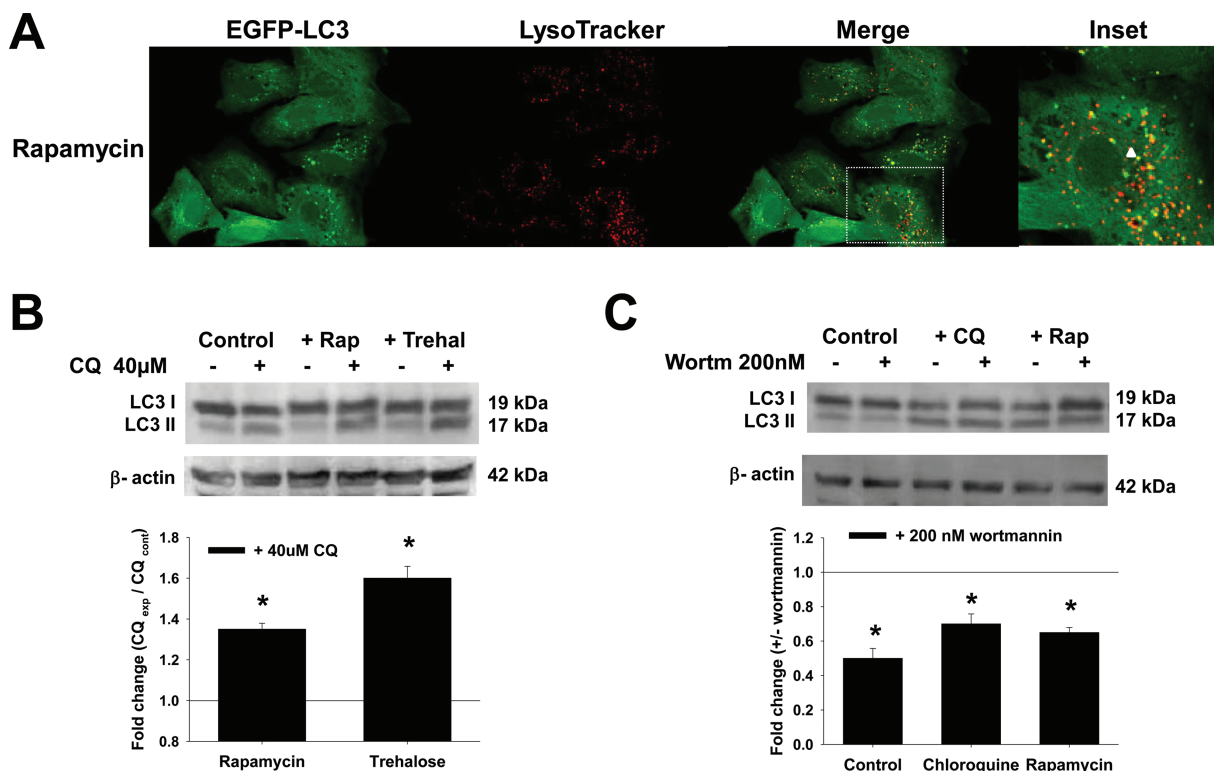 A
EGFP-LC3 LysoTracker Merge Inset
Rapamycin
B
Control + Rap + Trehal
CQ 40μM - + - + - +
LC3 I 19 kDa
LC3 II 17 kDa
β- actin 42 kDa
Fold change (CQ exp / CQ cont)
+ 40uM CQ
1.8
1.6
1.4
1.2
1.0
0.8
*
*
Rapamycin Trehalose
C
Control + CQ + Rap
Wortm 200nM - + - + - +
LC3 I 19 kDa
LC3 II 17 kDa
β- actin 42 kDa
Fold change (+/- wortmannin)
+ 200 nM wortmannin
1.2
1.0
0.8
0.6
0.4
0.2
0.0
*
*
*
Control Chloroquine Rapamycin